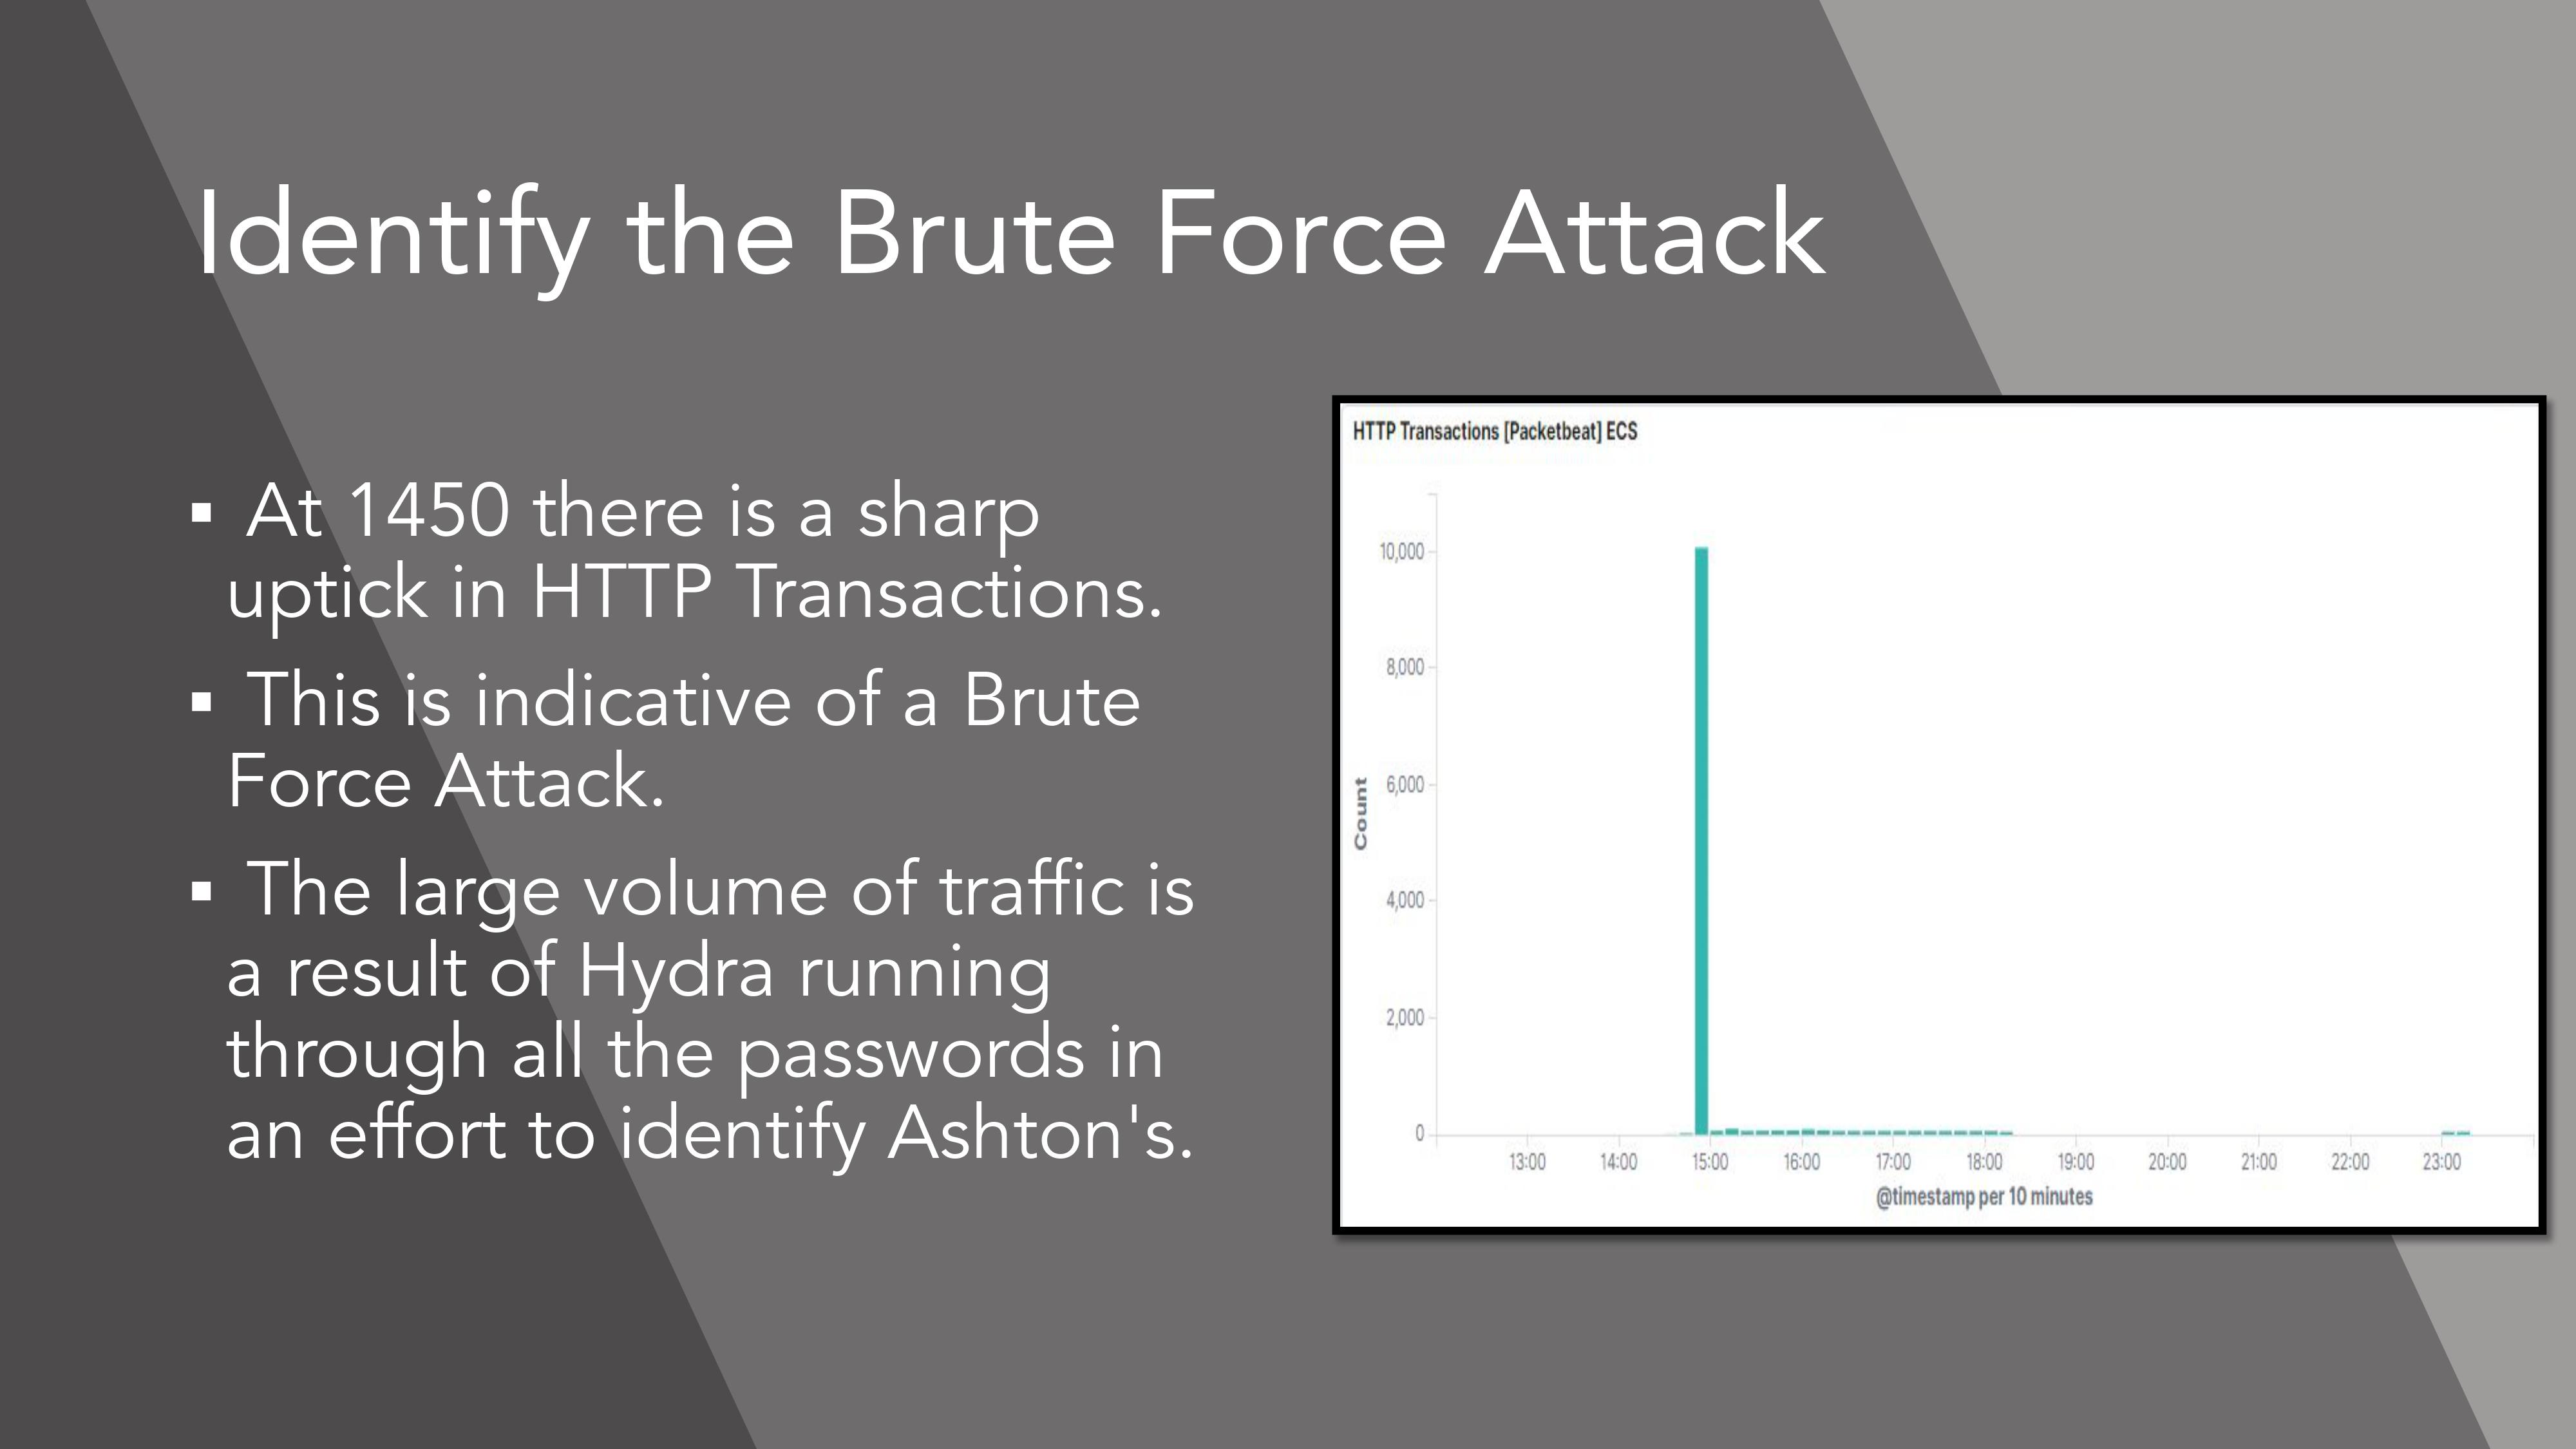 Identify the Brute Force Attack
▪ At 1450 there is a sharp
uptick in HTTP Transactions.
▪ This is indicative of a Brute
Force Attack.
▪ The large volume of traffic is
a result of Hydra running
through all the passwords in
an effort to identify Ashton's.
HTTP Transactions [Packetbeat] ECS
10,000
8,000
6,000
4,000
2,000
0
Count
13:00 14:00 15:00 16:00 17:00 18:00 19:00 20:00 21:00 22:00 23:00
@timestamp per 10 minutes